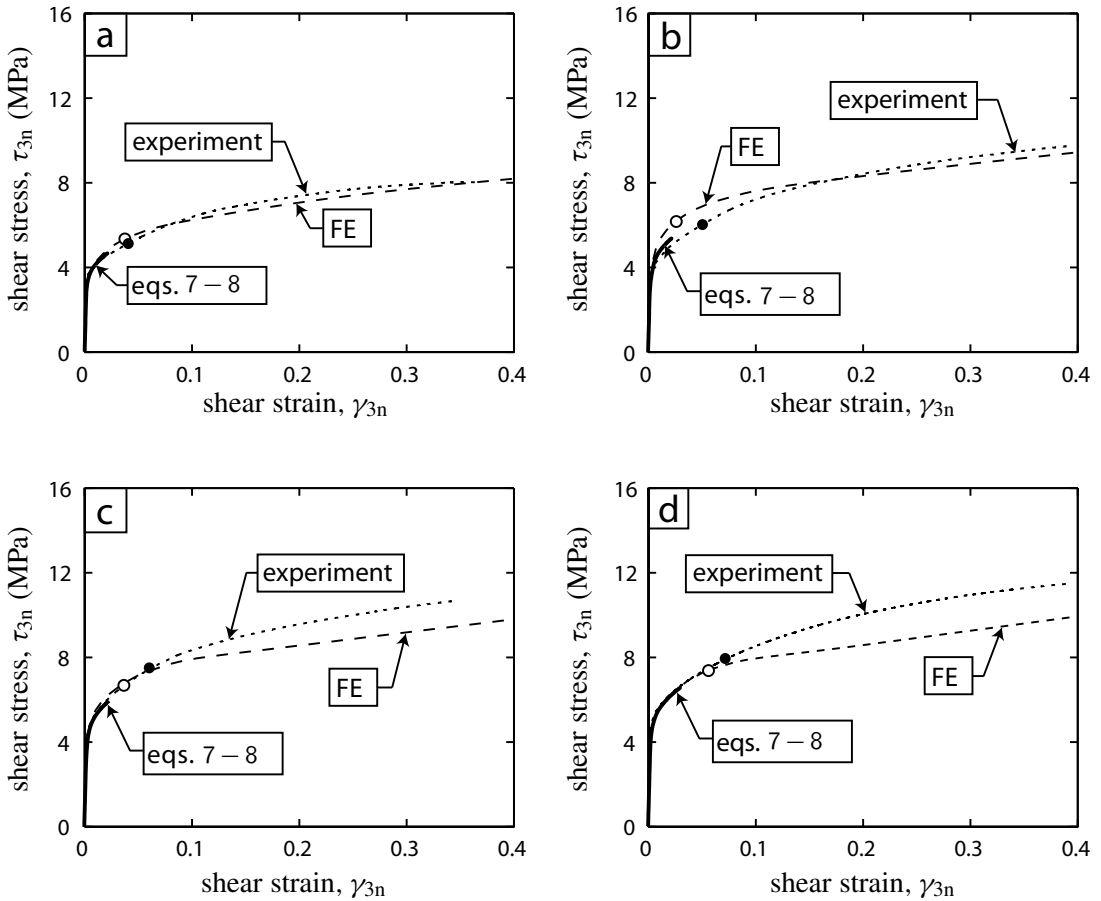 a
16
12
8
4
0
shear stress, τ3n (MPa)
experiment
FE
eqs. 7 – 8
0 0.1 0.2 0.3 0.4
shear strain, γ3n
b
16
12
8
4
0
shear stress, τ3n (MPa)
experiment
FE
eqs. 7 – 8
0 0.1 0.2 0.3 0.4
shear strain, γ3n
c
16
12
8
4
0
shear stress, τ3n (MPa)
experiment
FE
eqs. 7 – 8
0 0.1 0.2 0.3 0.4
shear strain, γ3n
d
16
12
8
4
0
shear stress, τ3n (MPa)
experiment
FE
eqs. 7 – 8
0 0.1 0.2 0.3 0.4
shear strain, γ3n